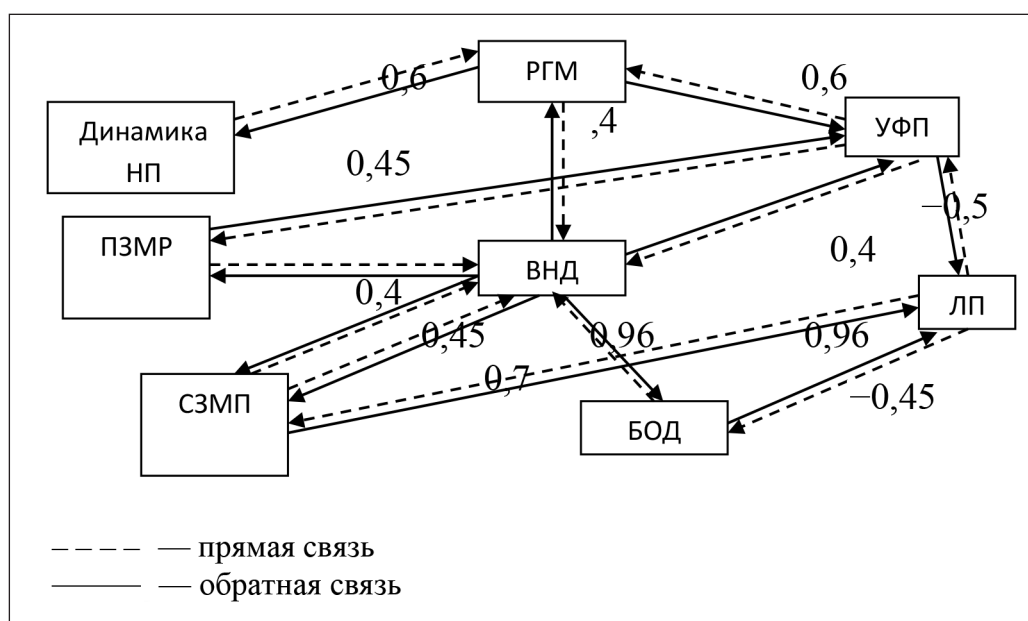 РГМ
0,6
0,6
,4
УФП
Динамика
НП
0,45
−0,5
ПЗМР
ВНД
0,4
0,4
ЛП
0,45
0,96
0,96
0,7
СЗМП
−0,45
БОД
— прямая связь
— обратная связь